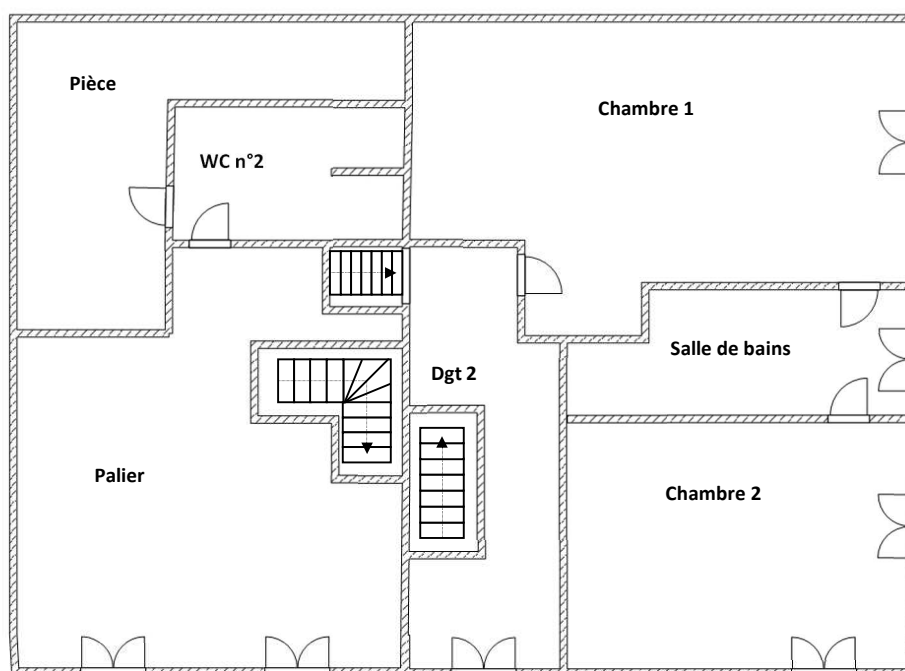 Pièce
Chambre 1
WC n°2
Salle de bains
Dgt 2
Palier
Chambre 2